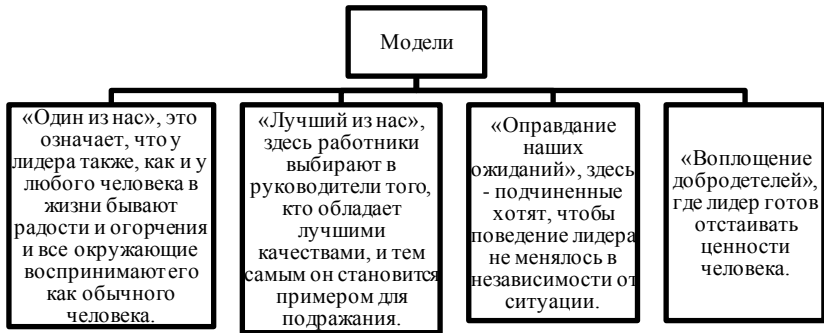 Модели
«Один из нас», это
означает, что у
лидера также, как и у
любого человека в
жизни бывают
радости и огорчения
и все окружающие
воспринимают его
как обычного
человека.
«Лучший из нас»,
здесь работники
выбирают в
руководители того,
кто обладает
лучшими
качествами, и тем
самым он становится
примером для
подражания.
«Оправдание
наших
ожиданий», здесь
- подчиненные
хотят, чтобы
поведение лидера
не менялось в
независимости от
ситуации.
«Воплощение
добродетелей»,
где лидер готов
отстаивать
ценности
человека.